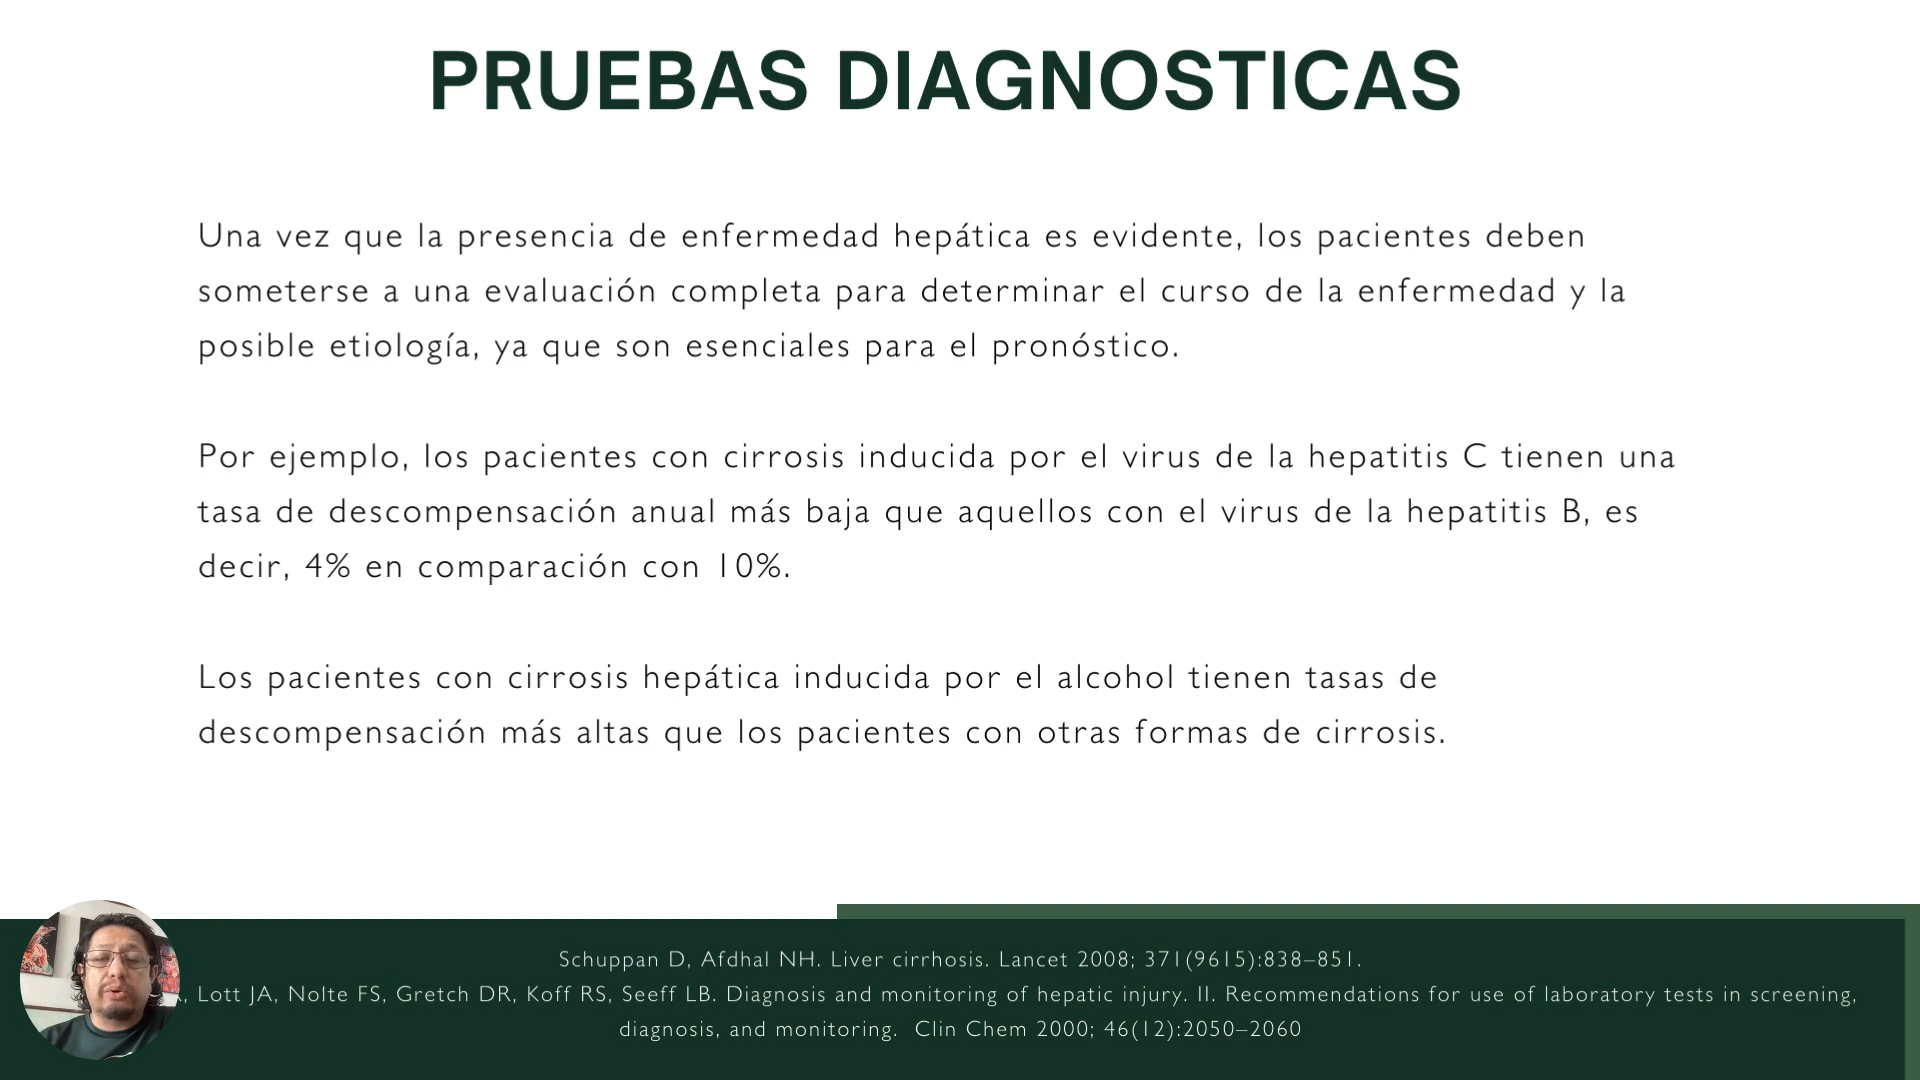 PRUEBAS DIAGNOSTICAS
Una vez que la presencia de enfermedad hepática es evidente, los pacientes deben
someterse a una evaluación completa para determinar el curso de la enfermedad y la
posible etiología, ya que son esenciales para el pronóstico.
Por ejemplo, los pacientes con cirrosis inducida por el virus de la hepatitis C tienen una
tasa de descompensación anual más baja que aquellos con el virus de la hepatitis B, es
decir, 4% en comparación con 10%.
Los pacientes con cirrosis hepática inducida por el alcohol tienen tasas de
descompensación más altas que los pacientes con otras formas de cirrosis.
Schuppan D, Afdhal NH. Liver cirrhosis. Lancet 2008; 371(9615):838–851.
, Lott JA, Nolte FS, Gretch DR, Koff RS, Seeff LB. Diagnosis and monitoring of hepatic injury. II. Recommendations for use of laboratory tests in screening,
diagnosis, and monitoring. Clin Chem 2000; 46(12):2050–2060